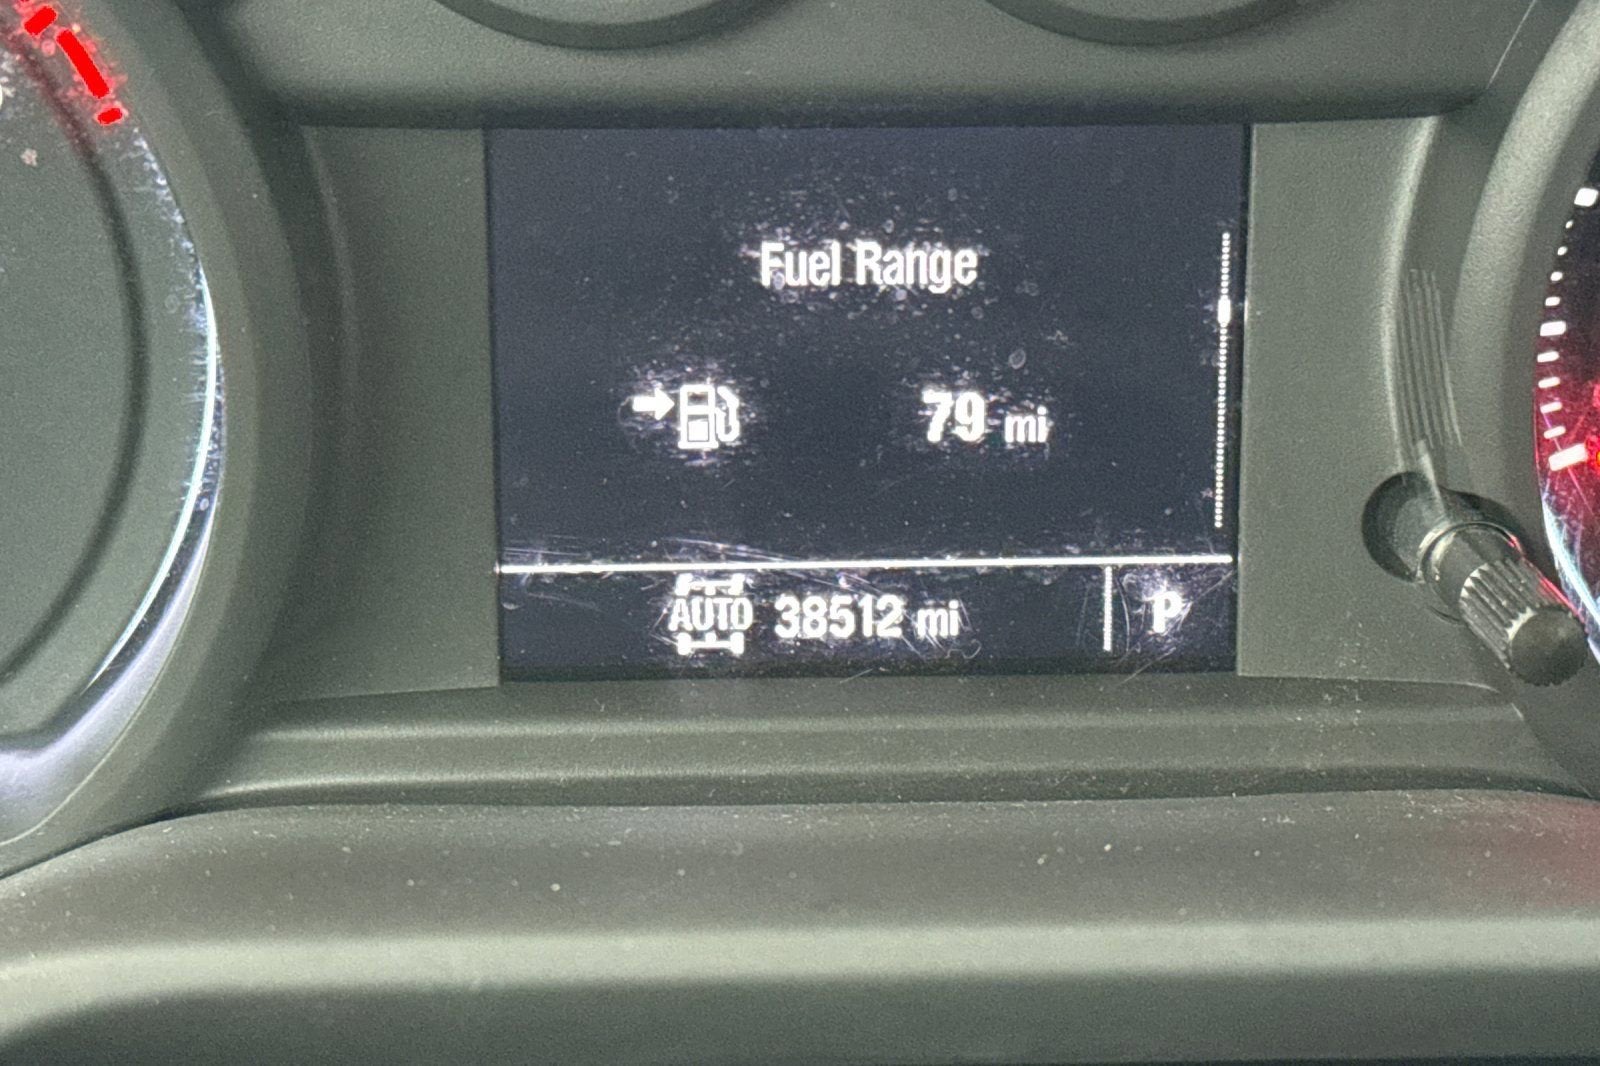 Fuel Range
79 mi
AUTO 38512 mi P